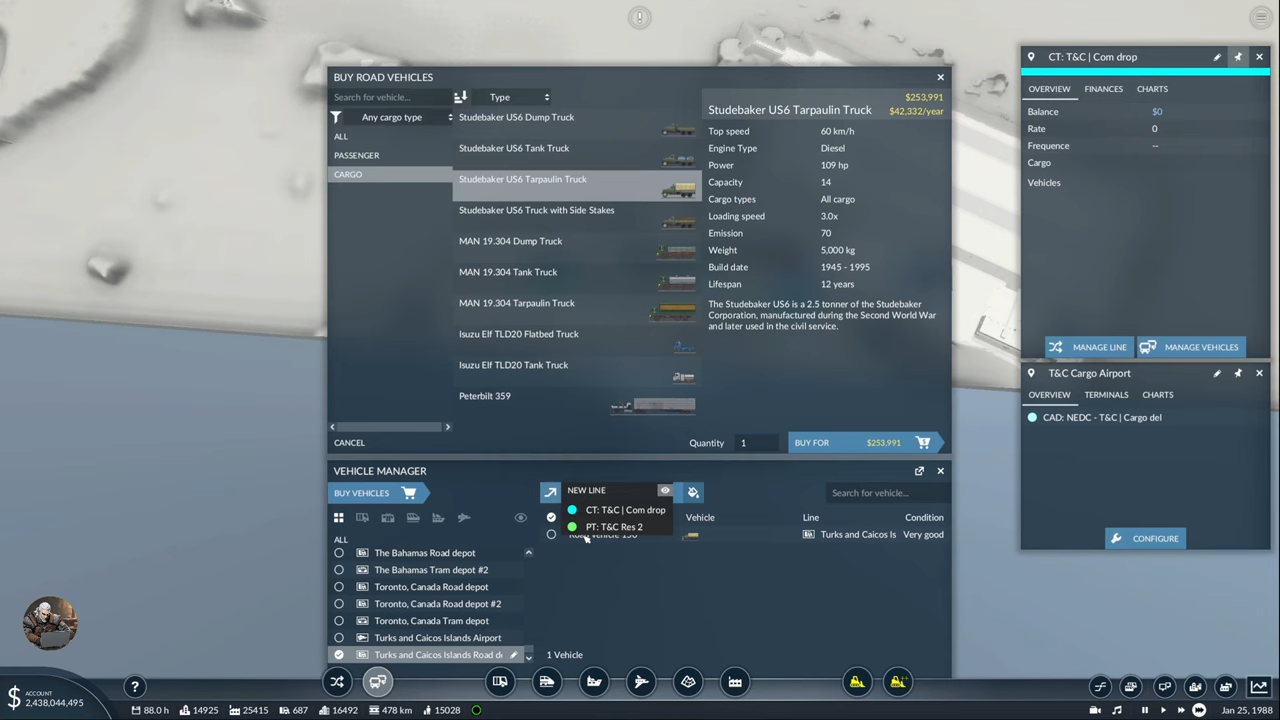 BUY ROAD VEHICLES
Search for vehicle... Type
Any cargo type
ALL
PASSENGER
CARGO
Studebaker US6 Dump Truck
Studebaker US6 Tank Truck
Studebaker US6 Tarpaulin Truck
Studebaker US6 Truck with Side Stakes
MAN 19.304 Dump Truck
MAN 19.304 Tank Truck
MAN 19.304 Tarpaulin Truck
Isuzu Elf TLD20 Flatbed Truck
Isuzu Elf TLD20 Tank Truck
Peterbilt 359
$253,991
Studebaker US6 Tarpaulin Truck $42,332/year
Top speed 60 km/h
Engine Type Diesel
Power 109 hp
Capacity 14
Cargo types All cargo
Loading speed 3.0x
Emission 70
Weight 5,000 kg
Build date 1945 - 1995
Lifespan 12 years
The Studebaker US6 is a 2.5 tonner of the Studebaker
Corporation, manufactured during the Second World War
and later used in the civil service.
CANCEL Quantity 1 BUY FOR $253,991
CT: T&C | Com drop
OVERVIEW FINANCES CHARTS
Balance $0
Rate 0
Frequence --
Cargo
Vehicles
MANAGE LINE MANAGE VEHICLES
T&C Cargo Airport
OVERVIEW TERMINALS CHARTS
CAD: NEDC - T&C | Cargo del
CONFIGURE
VEHICLE MANAGER
BUY VEHICLES NEW LINE Search for vehicle...
CT: T&C | Com drop
PT: T&C Res 2
Vehicle Line Condition
Turks and Caicos Is Very good
ALL
The Bahamas Road depot
The Bahamas Tram depot #2
Toronto, Canada Road depot
Toronto, Canada Road depot #2
Toronto, Canada Tram depot
Turks and Caicos Islands Airport
Turks and Caicos Islands Road de
1 Vehicle
$ ACCOUNT
2,438,044,495
?
88.0 h 14925 25415 687 16492 478 km 15028
Jan 25, 1988